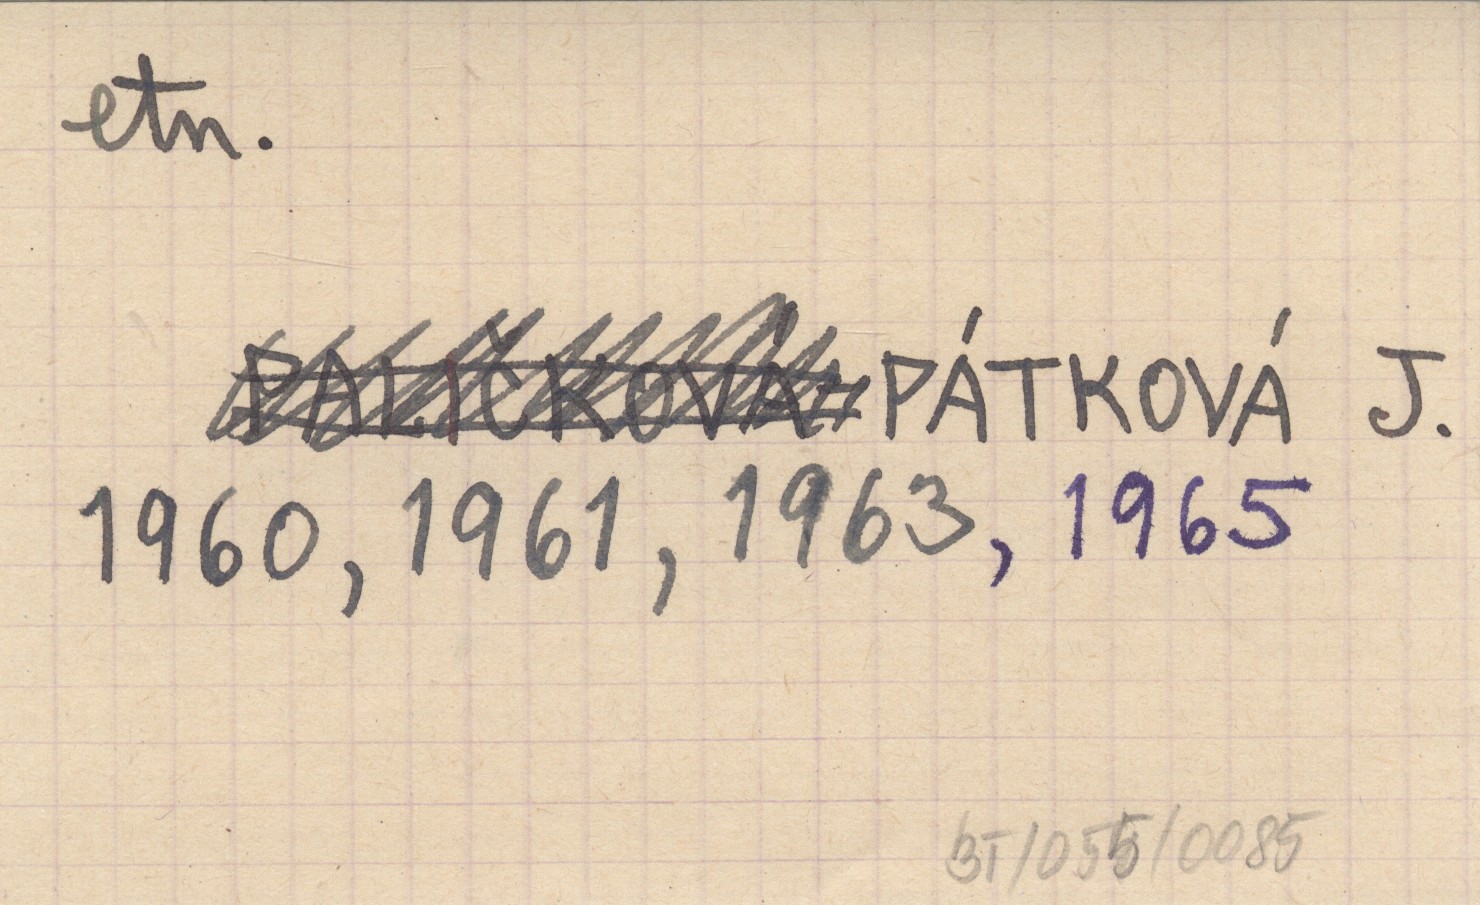 etn.
PALIČKOVÁ - PÁTKOVÁ J.
1960, 1961, 1963, 1965
BT/055/0085